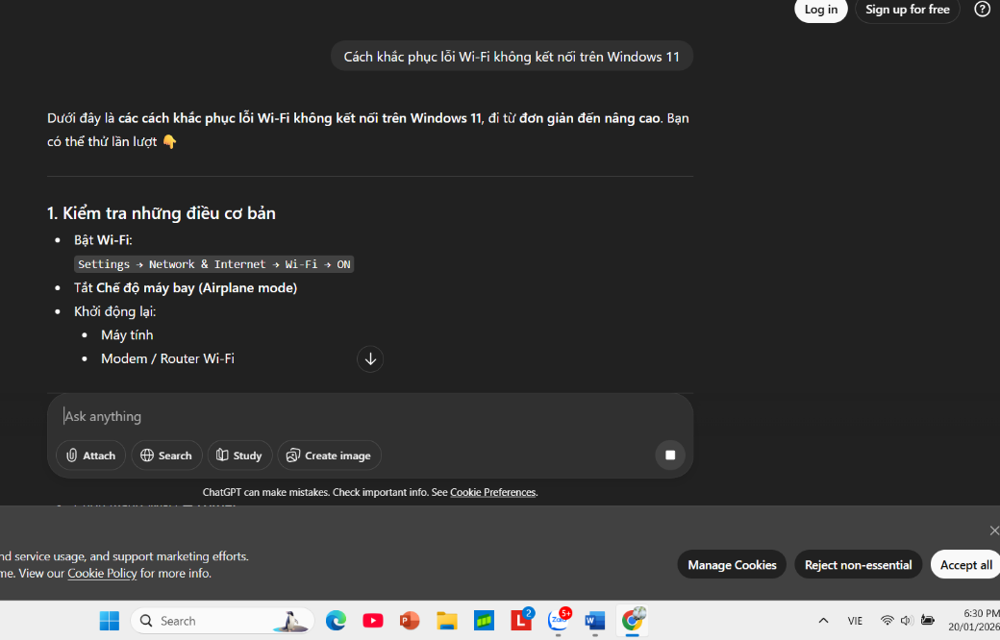 Log in
Sign up for free
Cách khắc phục lỗi Wi-Fi không kết nối trên Windows 11
Dưới đây là các cách khắc phục lỗi Wi-Fi không kết nối trên Windows 11, đi từ đơn giản đến nâng cao. Bạn
có thể thử lần lượt 👇
1. Kiểm tra những điều cơ bản
• Bật Wi-Fi:
Settings → Network & Internet → Wi-Fi → ON
• Tắt Chế độ máy bay (Airplane mode)
• Khởi động lại:
• Máy tính
• Modem / Router Wi-Fi
Ask anything
Attach
Search
Study
Create image
ChatGPT can make mistakes. Check important info. See Cookie Preferences.
nd service usage, and support marketing efforts.
me. View our Cookie Policy for more info.
Manage Cookies
Reject non-essential
Accept all
Search
2
5+
VIE
6:30 PM
20/01/2026